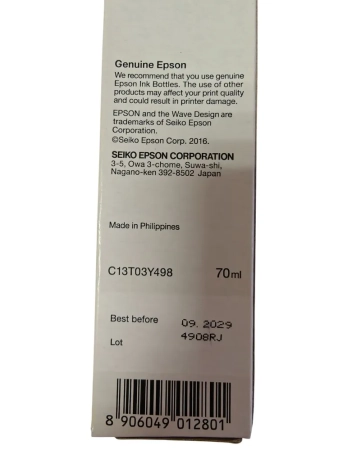 Genuine Epson
We recommend that you use genuine
Epson Ink Bottles. The use of other
products may affect your print quality
and could result in printer damage.
EPSON and the Wave Design are
trademarks of Seiko Epson
Corporation.
©Seiko Epson Corp. 2016.
SEIKO EPSON CORPORATION
3-5, Owa 3-chome, Suwa-shi,
Nagano-ken 392-8502 Japan
Made in Philippines
C13T03Y498 70ml
Best before 09. 2029
Lot 4908RJ
8 906049 012801